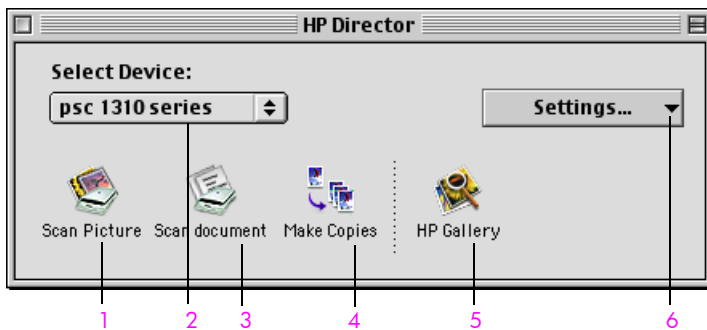 HP Director
Select Device:
psc 1310 series
Settings...
Scan Picture
Scan document
Make Copies
HP Gallery
1 2 3 4 5 6